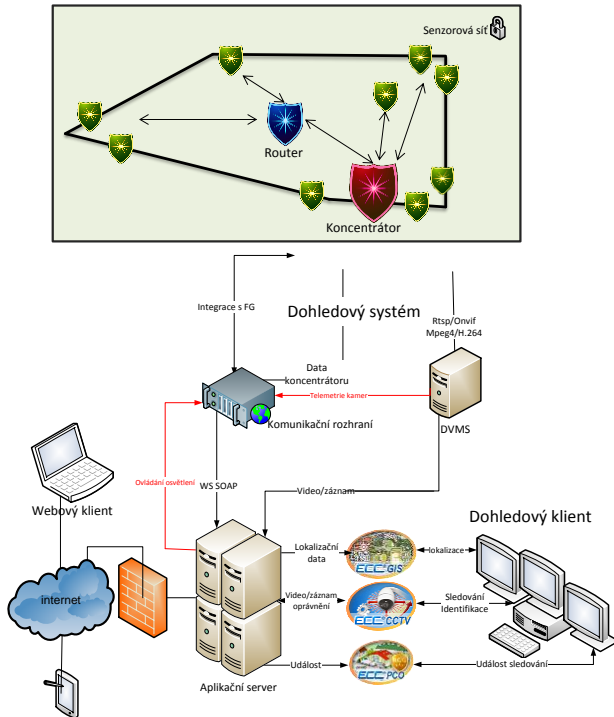 Senzorová síť
Router
Koncentrátor
Integrace s FG
Dohledový systém
Rtsp/Onvif
Mpeg4/H.264
Data
koncentrátoru
Telemetrie kamer
DVMS
Komunikační rozhraní
Ovládání osvětlení
WS SOAP
Video/záznam
Webový klient
Dohledový klient
Lokalizační
data
ECC GIS
lokalizace
internet
Video/záznam
oprávnění
ECC CCTV
Sledování
Identifikace
Událost
ECC PCO
Událost sledování
Aplikační server